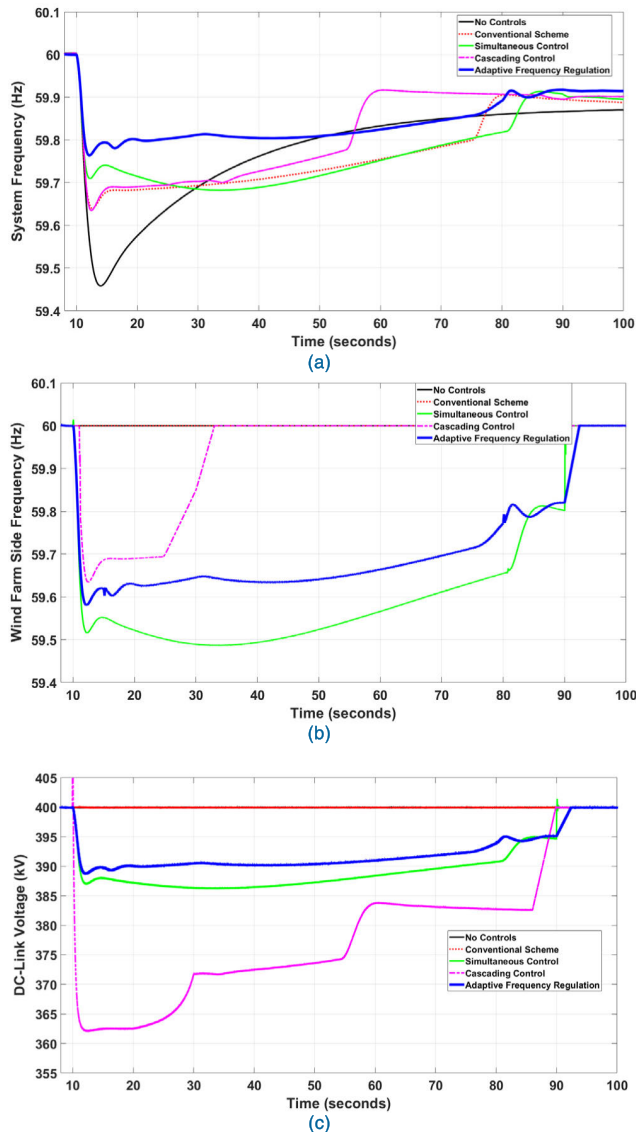 60.1
60
59.9
59.8
59.7
59.6
59.5
59.4
System Frequency (Hz)
No Controls
Conventional Scheme
Simultaneous Control
Cascading Control
Adaptive Frequency Regulation
10 20 30 40 50 60 70 80 90 100
Time (seconds)
(a)
60.1
60
59.9
59.8
59.7
59.6
59.5
59.4
Wind Farm Side Frequency (Hz)
No Controls
Conventional Scheme
Simultaneous Control
Cascading Control
Adaptive Frequency Regulation
10 20 30 40 50 60 70 80 90 100
Time (seconds)
(b)
405
400
395
390
385
380
375
370
365
360
355
DC-Link Voltage (kV)
No Controls
Conventional Scheme
Simultaneous Control
Cascading Control
Adaptive Frequency Regulation
10 20 30 40 50 60 70 80 90 100
Time (seconds)
(c)